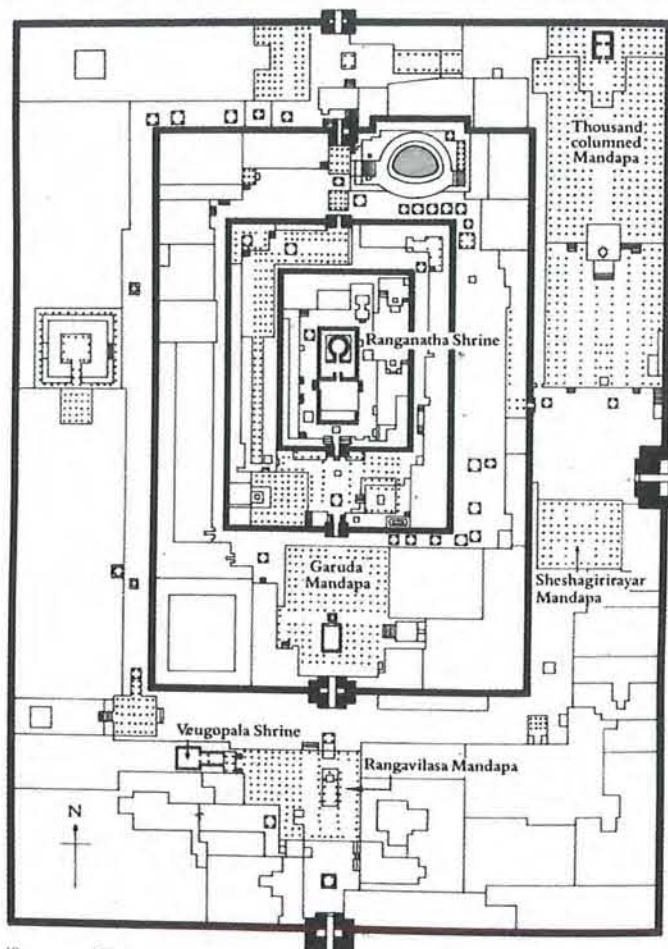 Thousand
columned
Mandapa
Ranganatha Shrine
Garuda
Mandapa
Sheshagirirayar
Mandapa
Veugopala Shrine
Rangavilasa Mandapa
N